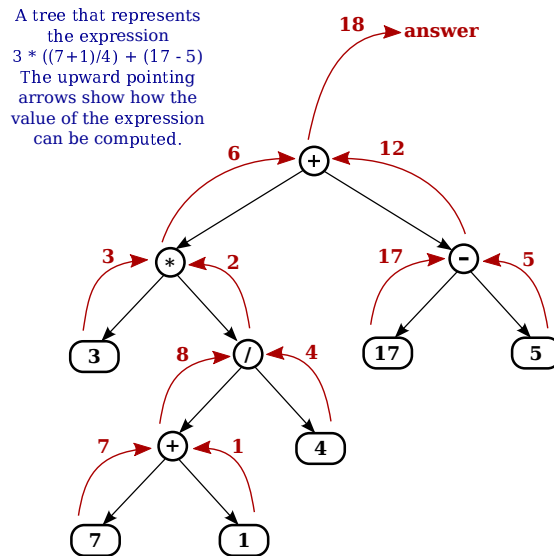 A tree that represents
the expression
3 * ((7+1)/4) + (17 - 5)
The upward pointing
arrows show how the
value of the expression
can be computed.
18
answer
6
12
+
3
2
17
5
*
-
3
17
5
8
4
/
7
1
+
4
7
1